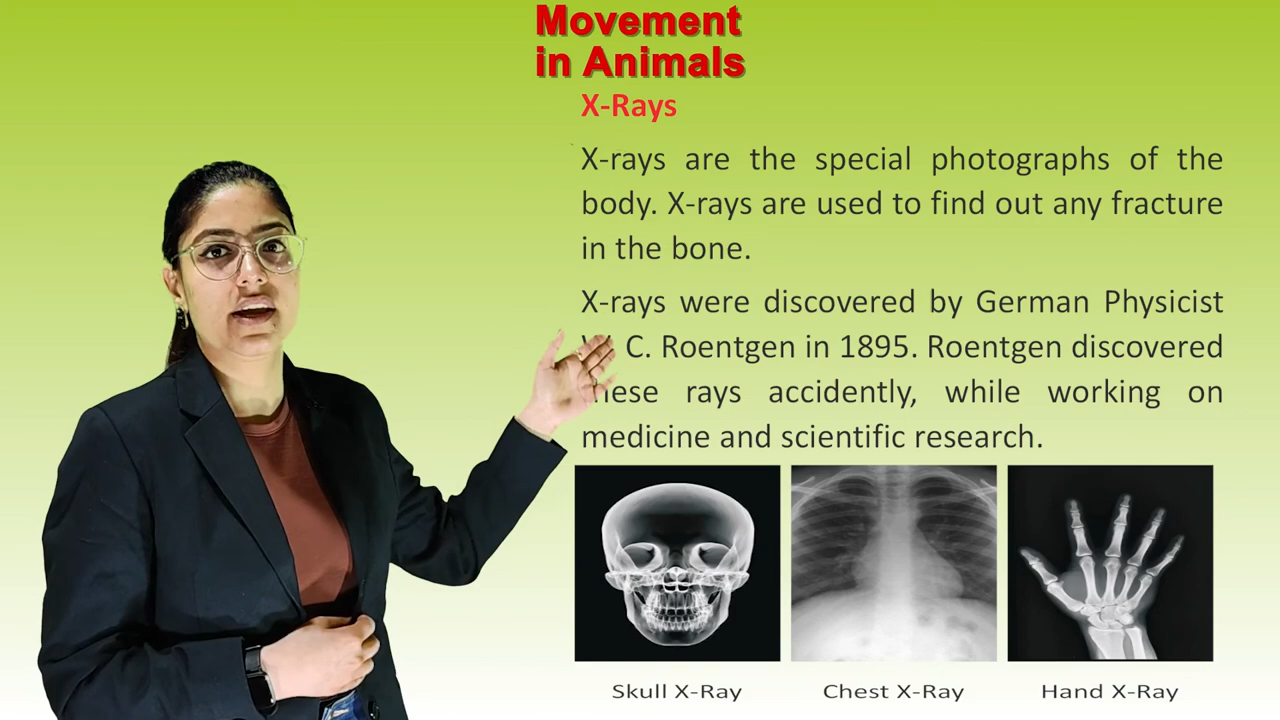 Movement
in Animals
X-Rays
X-rays are the special photographs of the
body. X-rays are used to find out any fracture
in the bone.
X-rays were discovered by German Physicist
C. Roentgen in 1895. Roentgen discovered
these rays accidently, while working on
medicine and scientific research.
Skull X-Ray
Chest X-Ray
Hand X-Ray